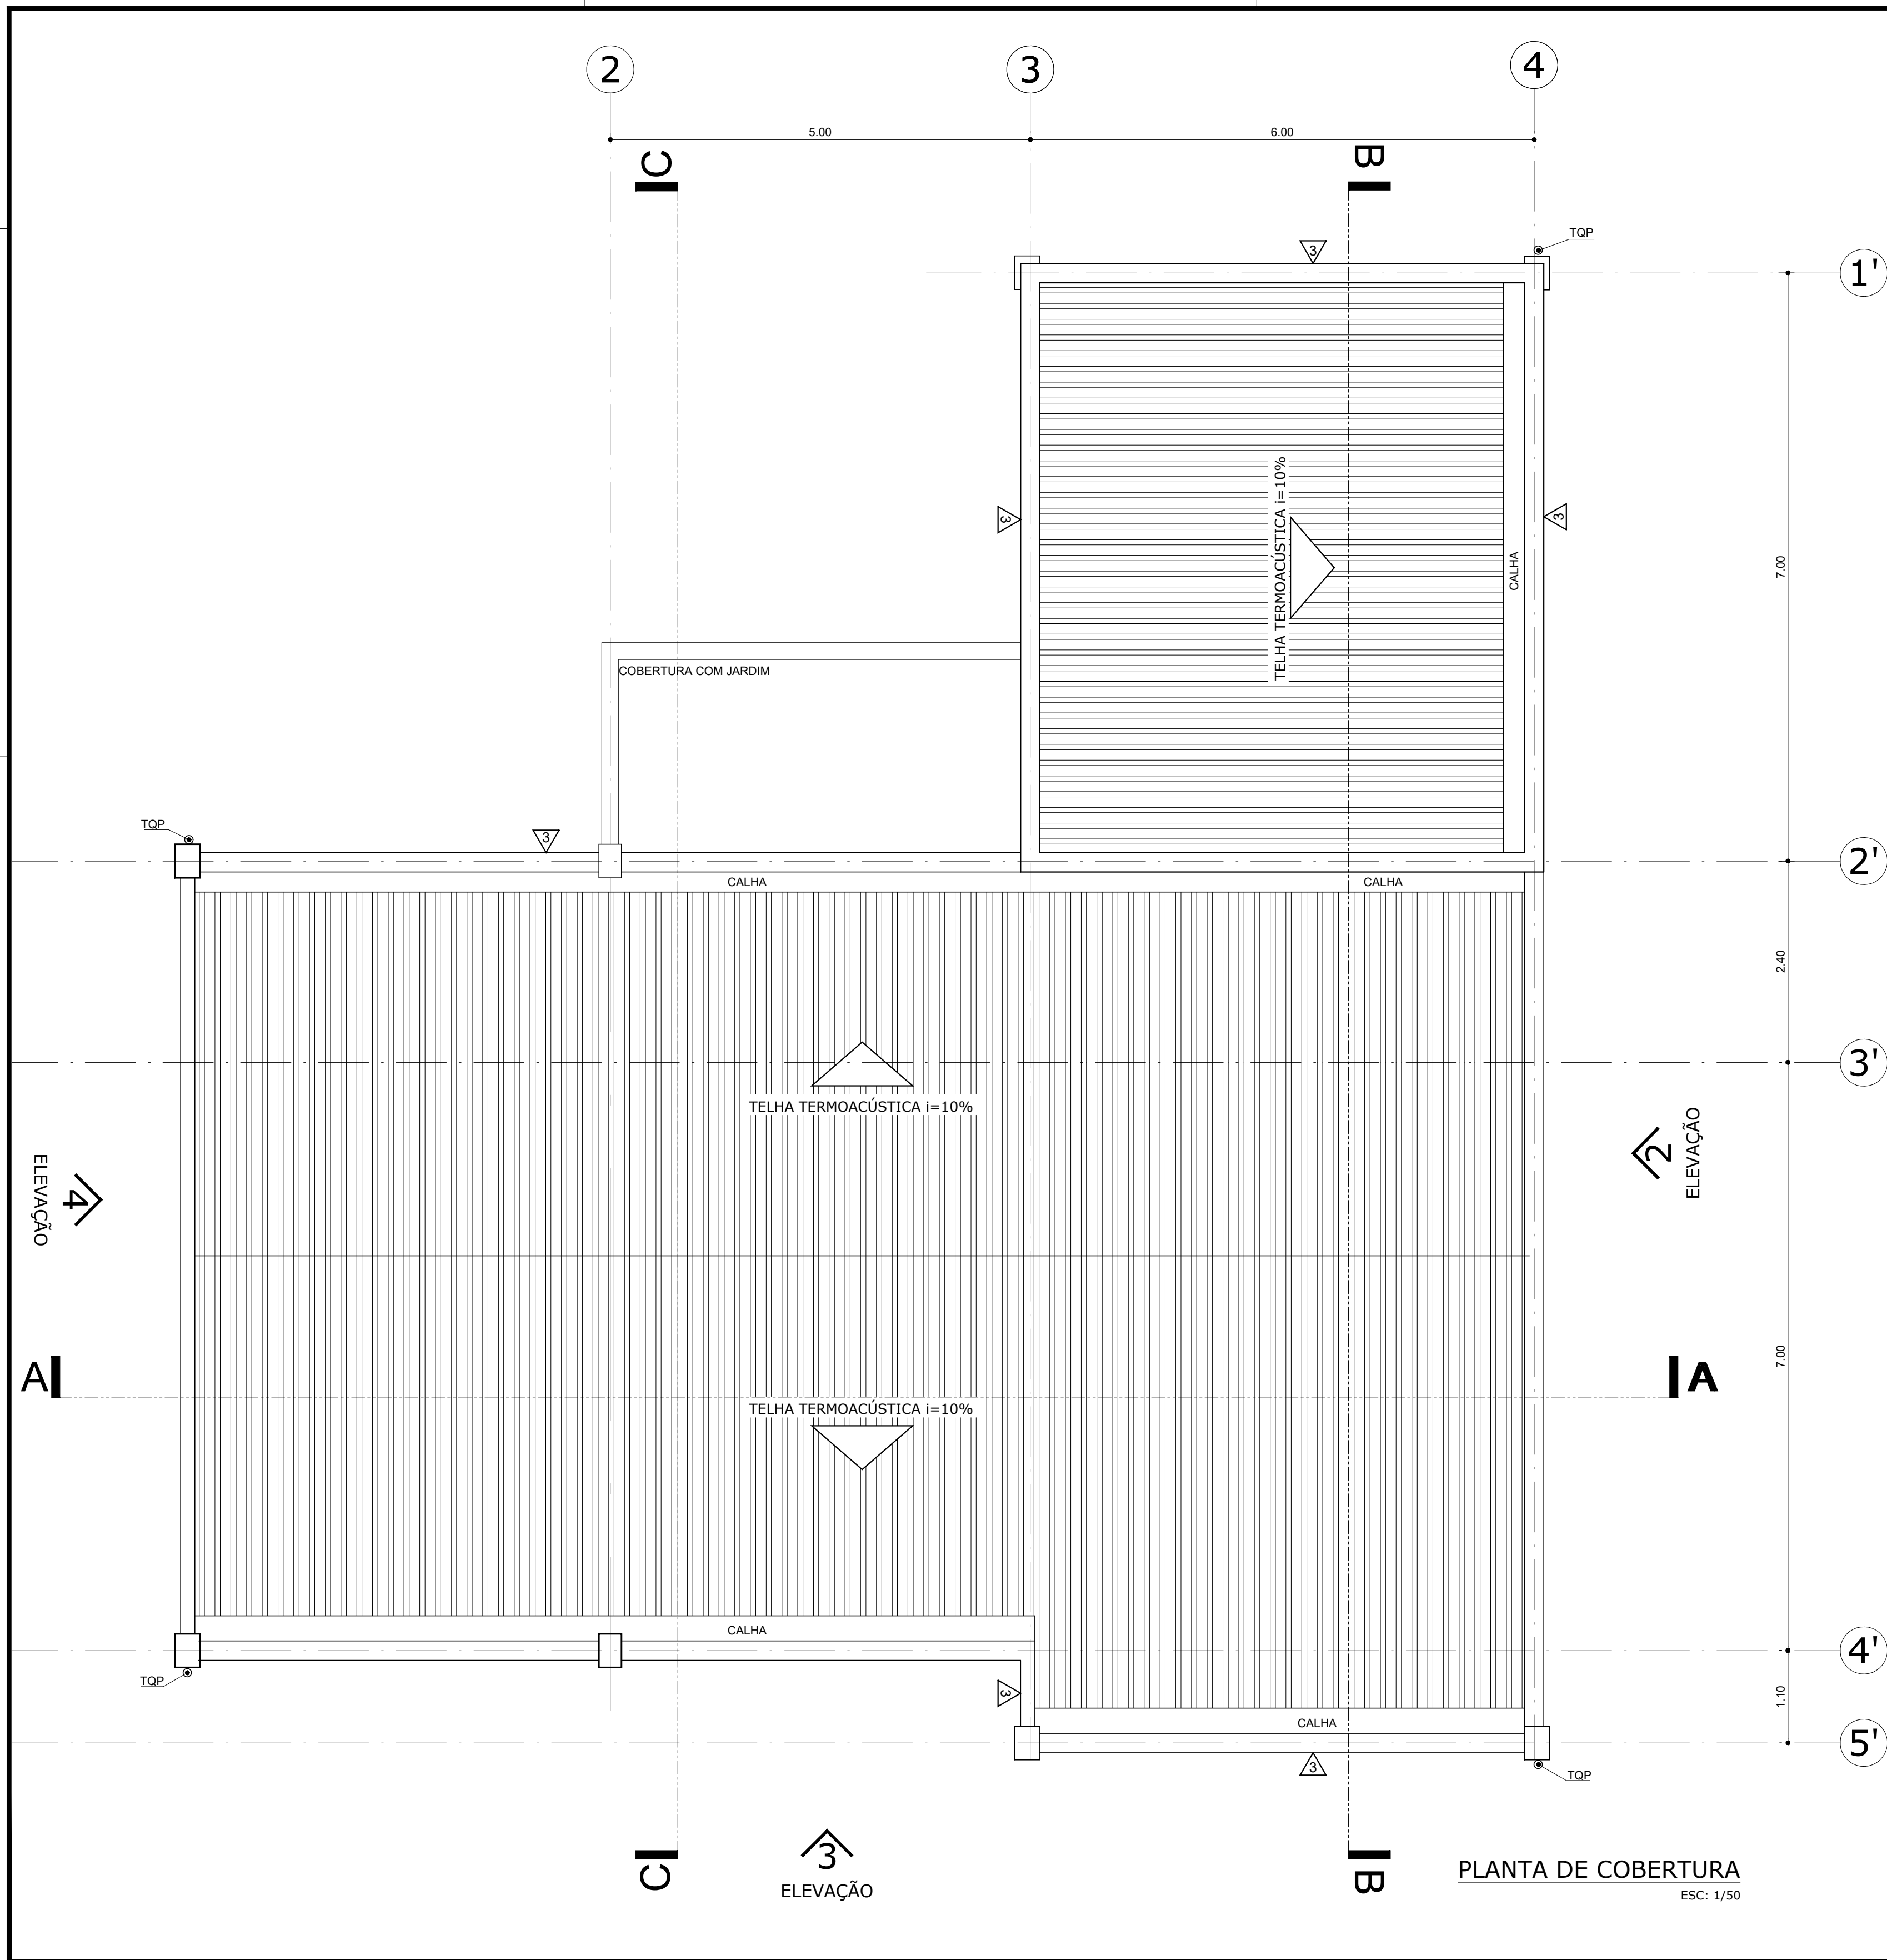 2
3
4
5.00
6.00
C
B
TQP
3
1'
TELHA TERMOACÚSTICA i=10%
CALHA
3
3
7.00
COBERTURA COM JARDIM
TQP
3
2'
CALHA
CALHA
2.40
3'
TELHA TERMOACÚSTICA i=10%
ELEVAÇÃO
4
2
ELEVAÇÃO
7.00
A
A
TELHA TERMOACÚSTICA i=10%
CALHA
4'
TQP
3
1.10
CALHA
5'
3
TQP
C
3
ELEVAÇÃO
B
PLANTA DE COBERTURA
ESC: 1/50